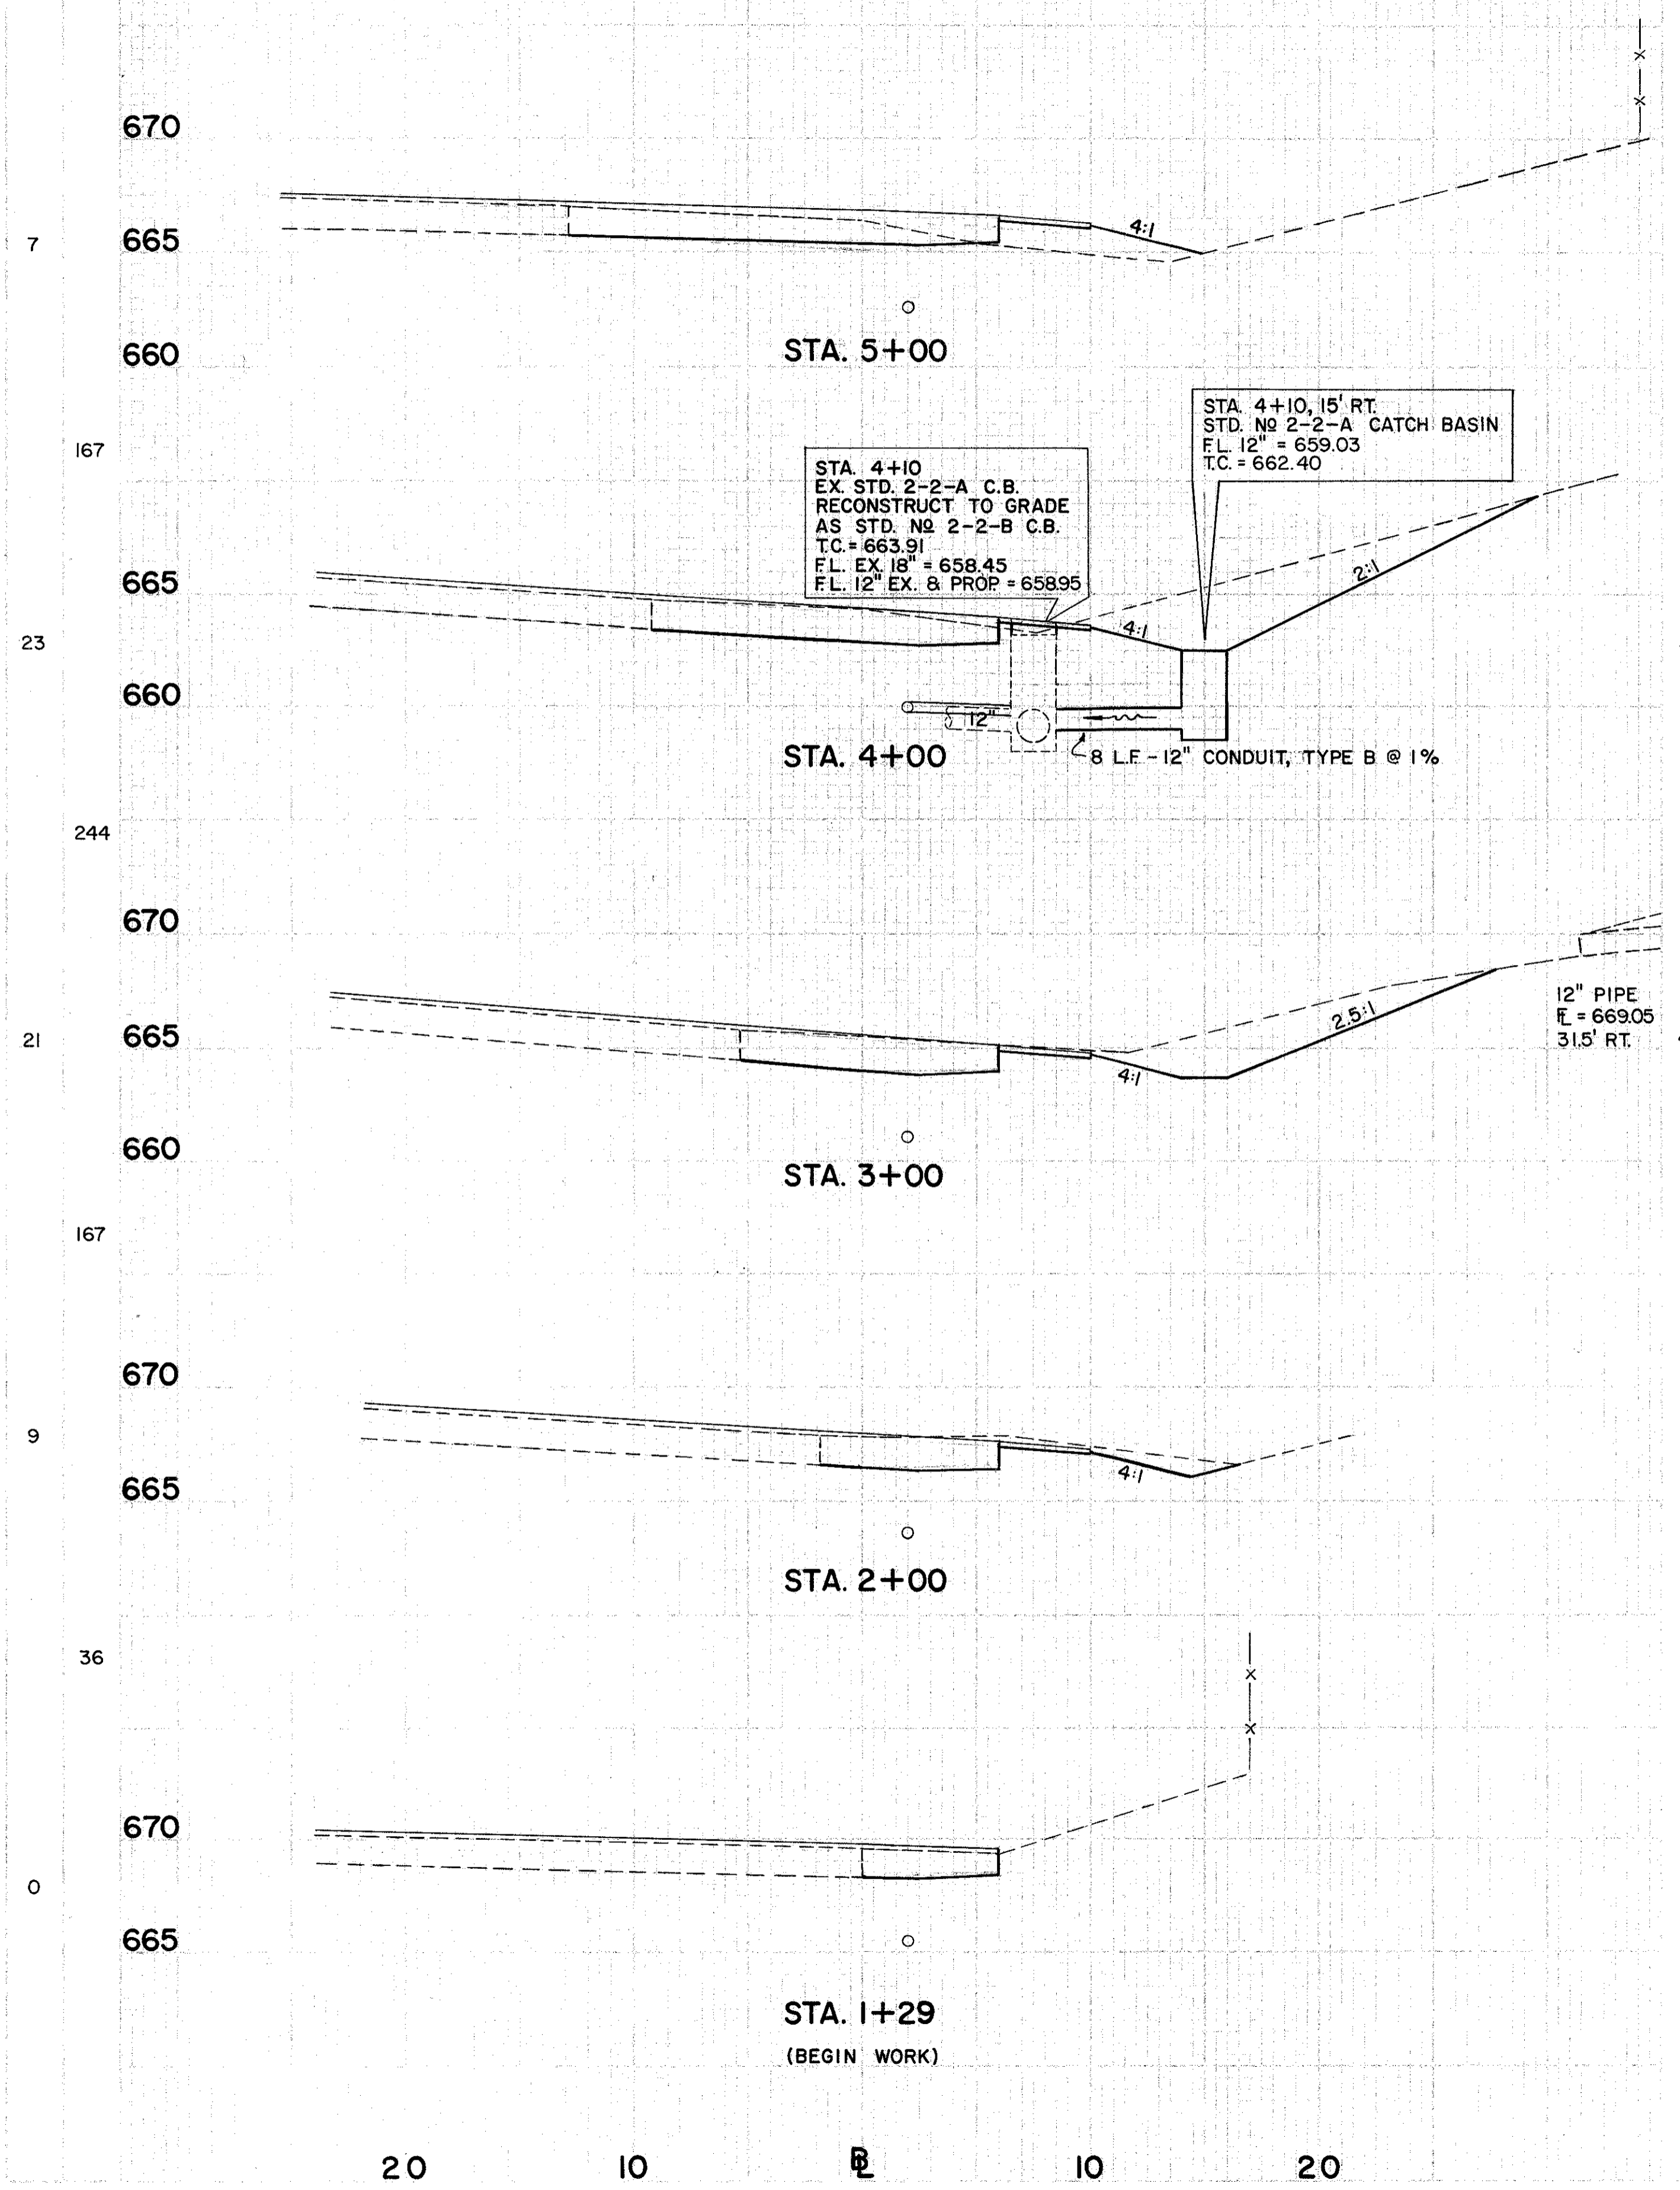 670
7
665
4:1
660
STA. 5+00
167
STA. 4+10, 15' RT.
STD. Nº 2-2-A CATCH BASIN
F.L. 12" = 659.03
T.C. = 662.40
STA. 4+10
EX. STD. 2-2-A C.B.
RECONSTRUCT TO GRADE
AS STD. Nº 2-2-B C.B.
T.C. = 663.91
F.L. EX. 18" = 658.45
F.L. 12" EX. & PROP. = 658.95
665
2:1
4:1
23
660
12"
STA. 4+00
8 L.F. - 12" CONDUIT, TYPE B @ 1%
244
670
12" PIPE
FL = 669.05
31.5' RT.
2.5:1
21
665
4:1
660
STA. 3+00
167
670
9
4:1
665
STA. 2+00
36
670
0
665
STA. 1+29
(BEGIN WORK)
20 10 BL 10 20